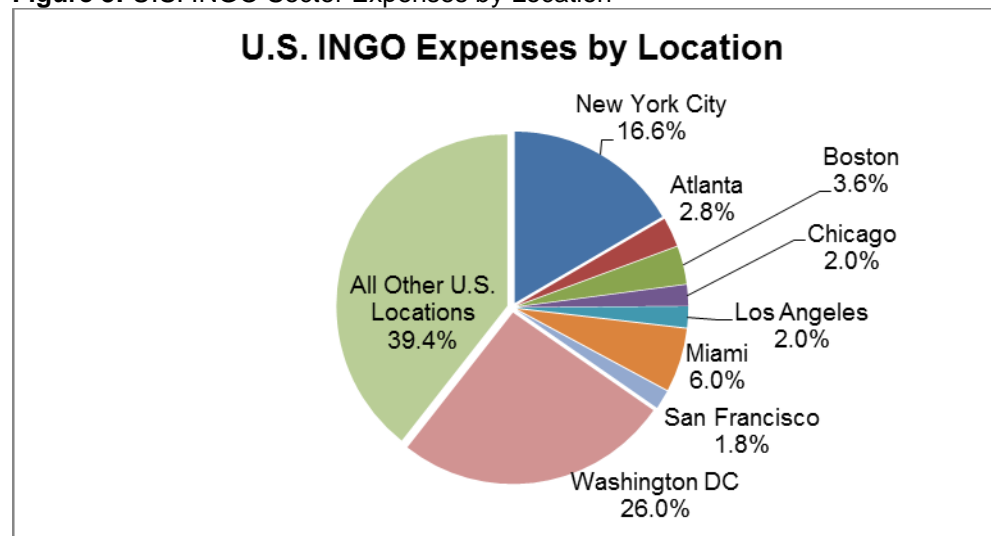 U.S. INGO Expenses by Location
New York City
16.6%
Boston
3.6%
Atlanta
2.8%
Chicago
2.0%
All Other U.S.
Locations
39.4%
Los Angeles
2.0%
Miami
6.0%
San Francisco
1.8%
Washington DC
26.0%